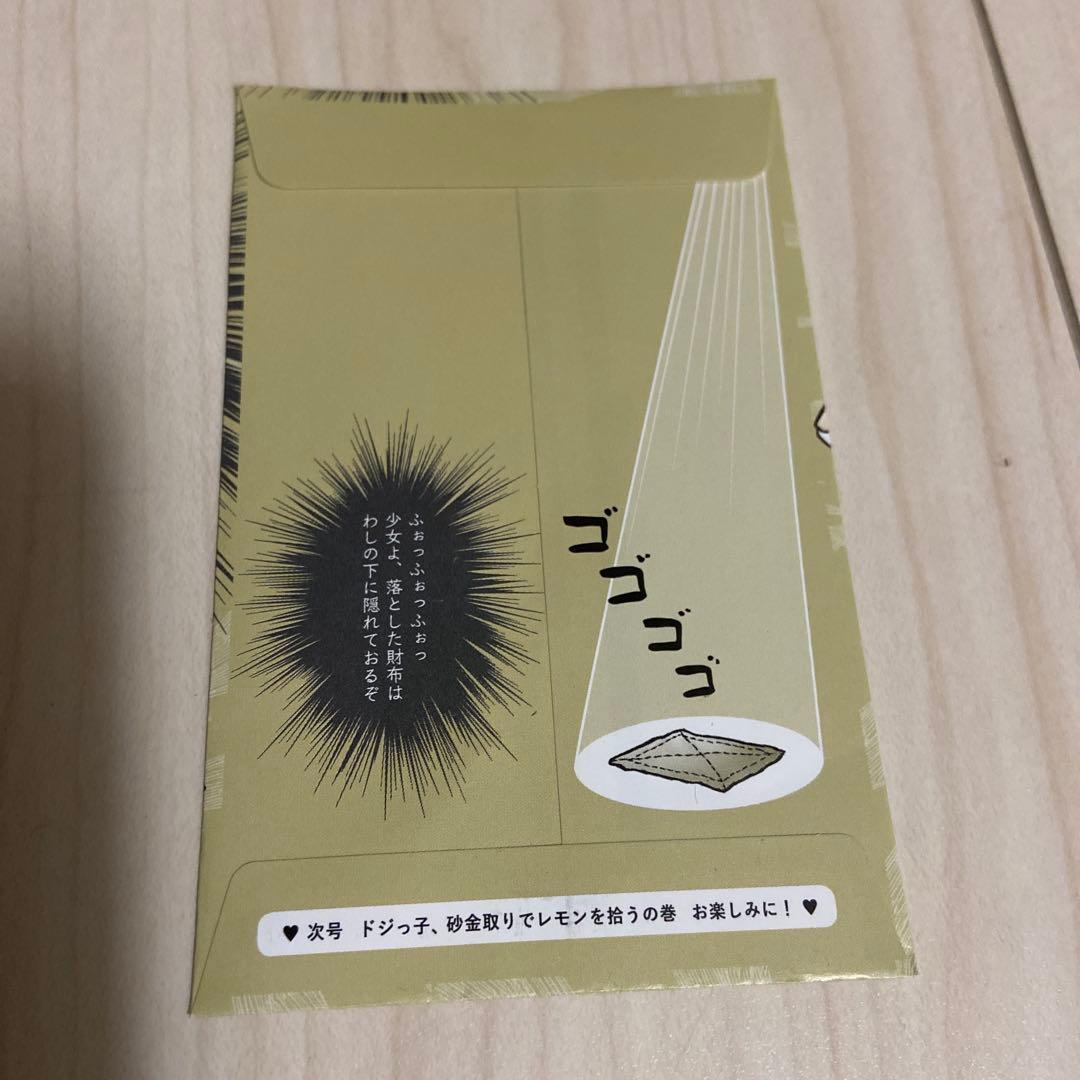 ふぉっふぉっふぉっ
少女よ、落とした財布は
わしの下に隠れておるぞ
ゴゴゴゴ
♥ 次号 ドジっ子、砂金取りでレモンを拾うの巻 お楽しみに! ♥